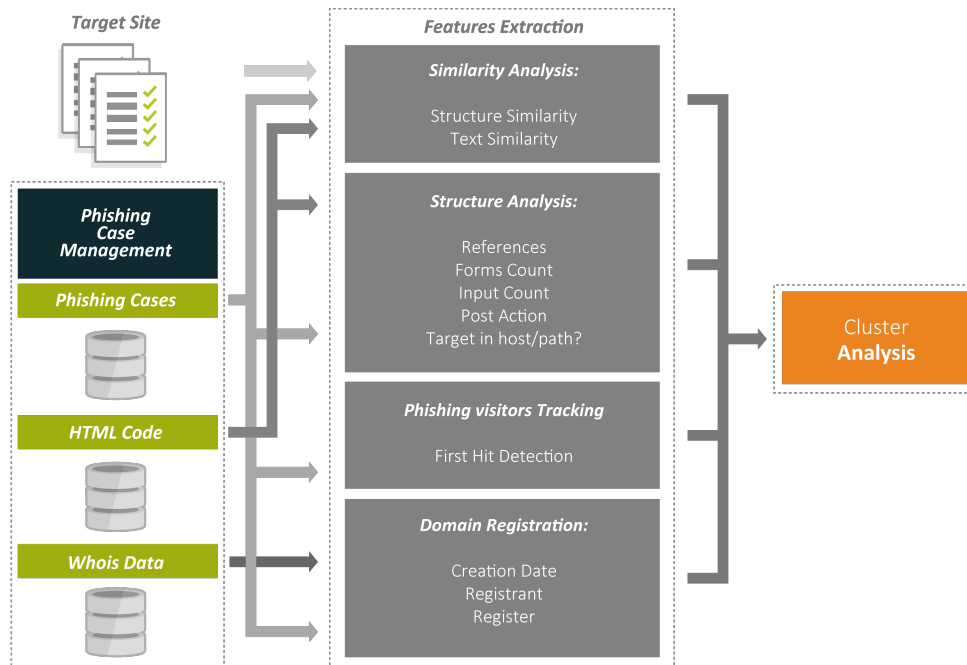 Target Site
Phishing
Case
Management
Phishing Cases
HTML Code
Whois Data
Features Extraction
Similarity Analysis:
Structure Similarity
Text Similarity
Structure Analysis:
References
Forms Count
Input Count
Post Action
Target in host/path?
Phishing visitors Tracking
First Hit Detection
Domain Registration:
Creation Date
Registrant
Register
Cluster
Analysis